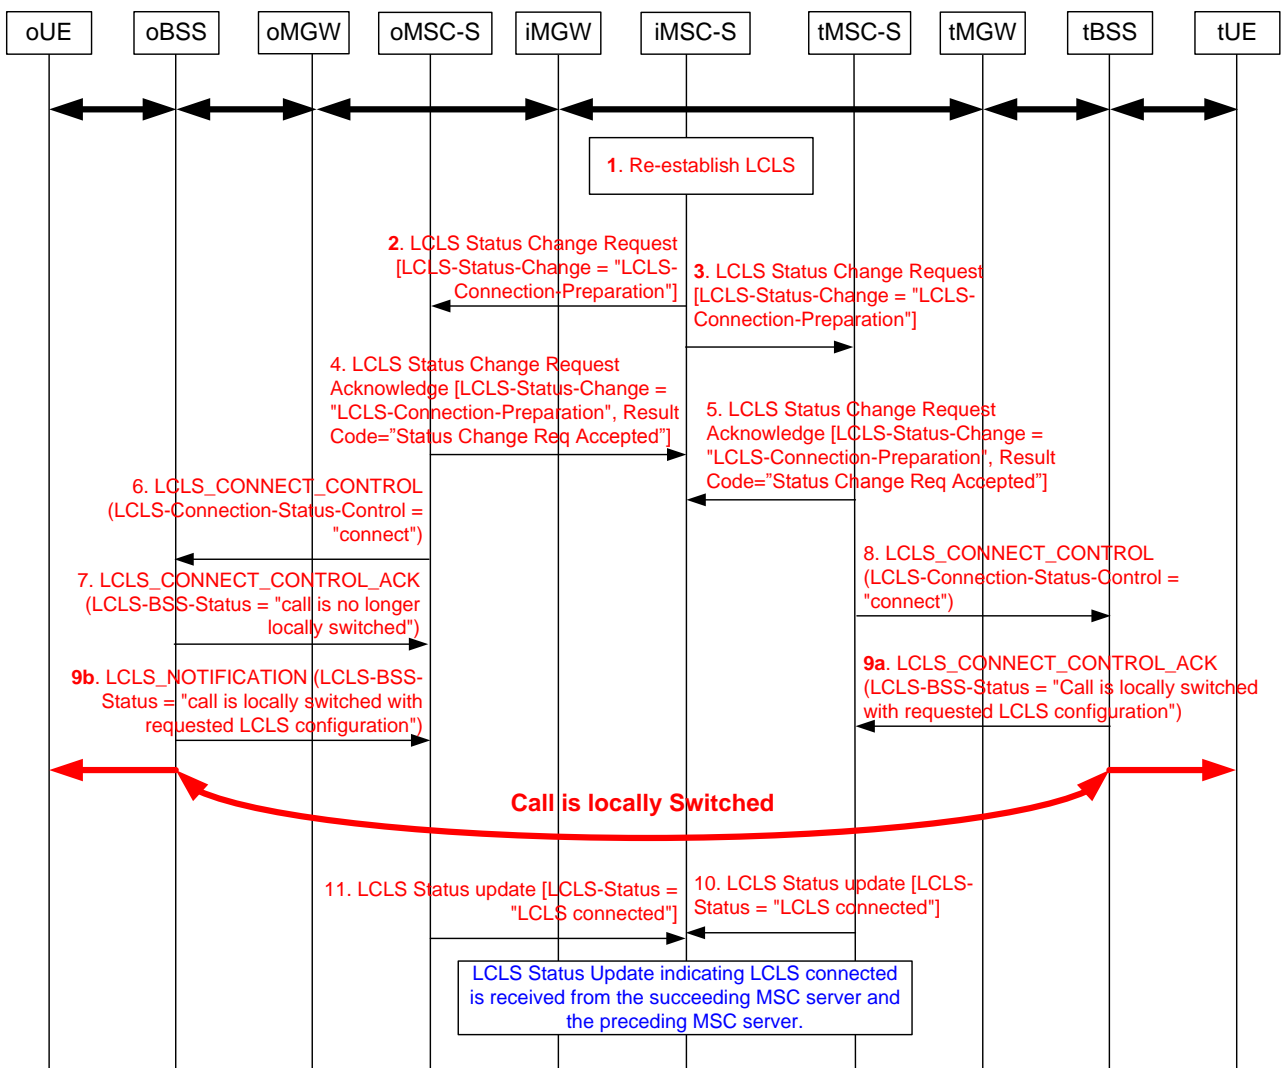 oUE oBSS oMGW oMSC-S iMGW iMSC-S tMSC-S tMGW tBSS tUE
1. Re-establish LCLS
2. LCLS Status Change Request
[LCLS-Status-Change = "LCLS-
Connection-Preparation"]
3. LCLS Status Change Request
[LCLS-Status-Change = "LCLS-
Connection-Preparation"]
4. LCLS Status Change Request
Acknowledge [LCLS-Status-Change =
"LCLS-Connection-Preparation", Result
Code=”Status Change Req Accepted”]
5. LCLS Status Change Request
Acknowledge [LCLS-Status-Change =
"LCLS-Connection-Preparation", Result
Code=”Status Change Req Accepted”]
6. LCLS_CONNECT_CONTROL
(LCLS-Connection-Status-Control =
"connect")
7. LCLS_CONNECT_CONTROL_ACK
(LCLS-BSS-Status = "call is no longer
locally switched")
8. LCLS_CONNECT_CONTROL
(LCLS-Connection-Status-Control =
"connect")
9b. LCLS_NOTIFICATION (LCLS-BSS-
Status = "call is locally switched with
requested LCLS configuration")
9a. LCLS_CONNECT_CONTROL_ACK
(LCLS-BSS-Status = "Call is locally switched
with requested LCLS configuration")
Call is locally Switched
11. LCLS Status update [LCLS-Status =
"LCLS connected"]
10. LCLS Status update [LCLS-
Status = "LCLS connected"]
LCLS Status Update indicating LCLS connected
is received from the succeeding MSC server and
the preceding MSC server.